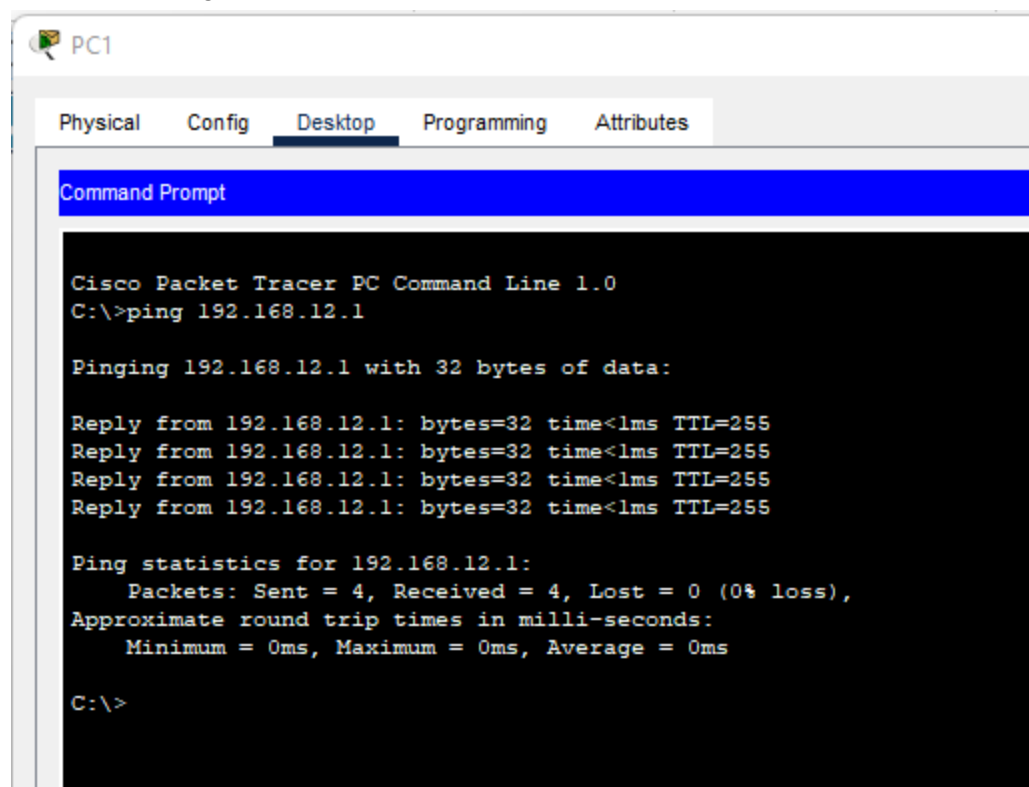 PC1
Physical Config Desktop Programming Attributes
Command Prompt
Cisco Packet Tracer PC Command Line 1.0
C:\>ping 192.168.12.1
Pinging 192.168.12.1 with 32 bytes of data:
Reply from 192.168.12.1: bytes=32 time<1ms TTL=255
Reply from 192.168.12.1: bytes=32 time<1ms TTL=255
Reply from 192.168.12.1: bytes=32 time<1ms TTL=255
Reply from 192.168.12.1: bytes=32 time<1ms TTL=255
Ping statistics for 192.168.12.1:
Packets: Sent = 4, Received = 4, Lost = 0 (0% loss),
Approximate round trip times in milli-seconds:
Minimum = 0ms, Maximum = 0ms, Average = 0ms
C:\>